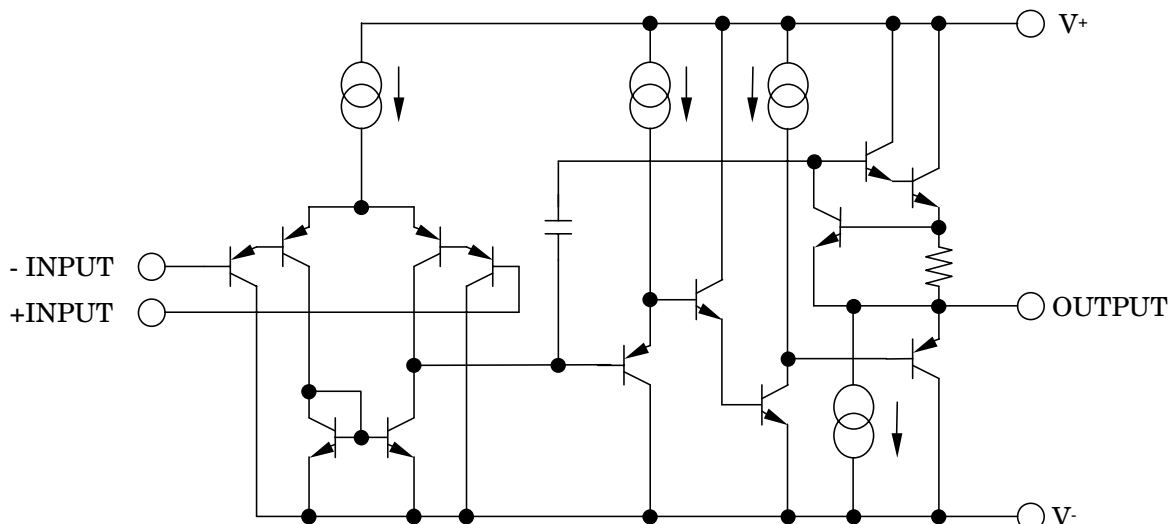 V+
- INPUT
+INPUT
OUTPUT
V-